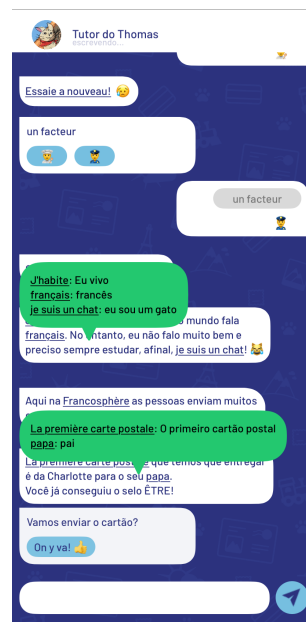 Tutor do Thomas
escrevendo...
Essaie a nouveau! 😥
un facteur
un facteur
J'habite: Eu vivo
français: francês
je suis un chat: eu sou um gato
mundo fala
français. No entanto, eu não falo muito bem e
preciso sempre estudar, afinal, je suis un chat! 😹
Aqui na Francosphère as pessoas enviam muitos
La première carte postale: O primeiro cartão postal
papa: pai
La première carte postale que temos que entregar
é da Charlotte para o seu papa.
Você já conseguiu o selo ÊTRE!
Vamos enviar o cartão?
On y va! 👍